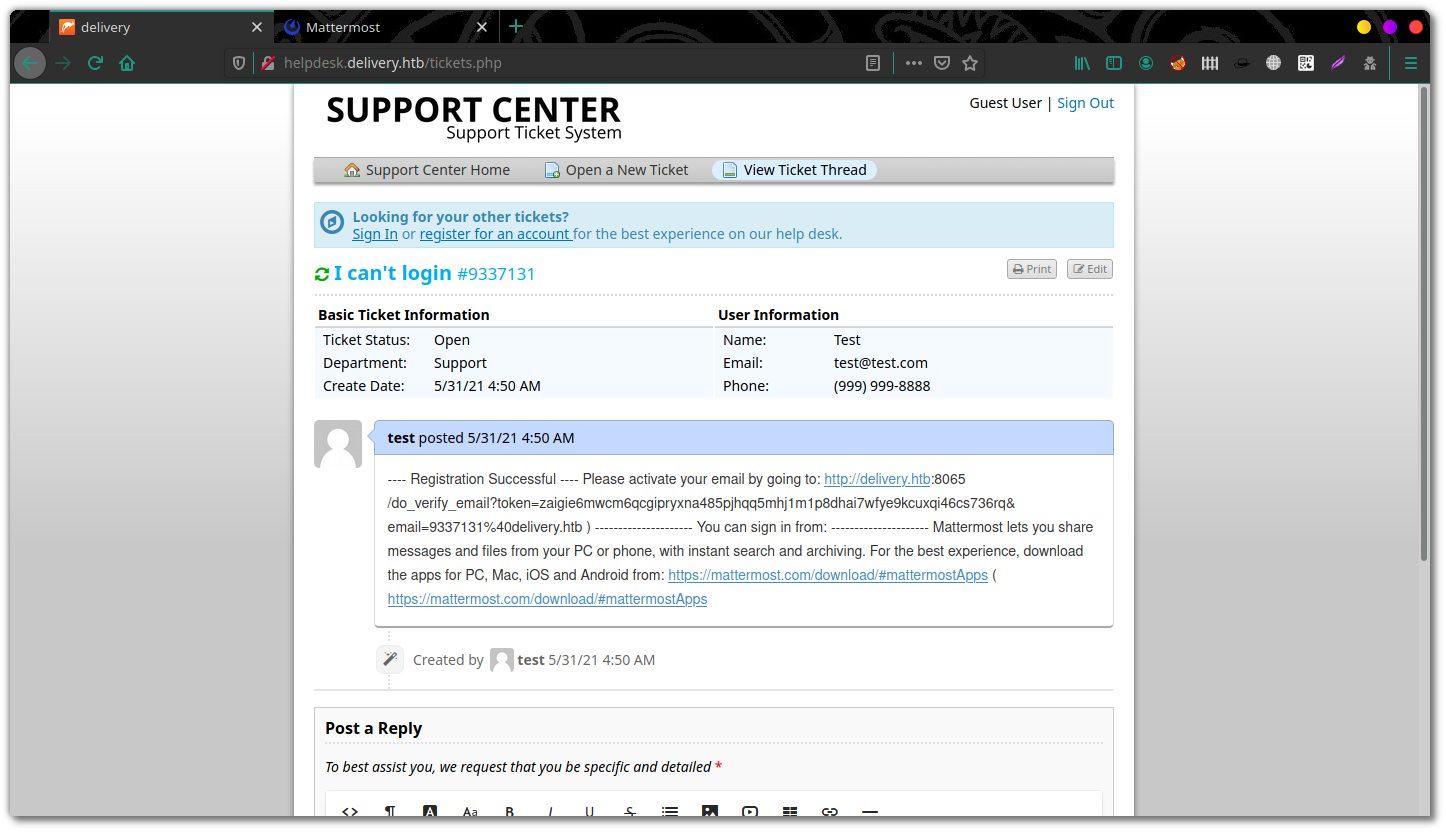 delivery
Mattermost
helpdesk.delivery.htb/tickets.php
SUPPORT CENTER
Support Ticket System
Guest User | Sign Out
Support Center Home Open a New Ticket View Ticket Thread
Looking for your other tickets?
Sign In or register for an account for the best experience on our help desk.
I can't login #9337131
Print Edit
Basic Ticket Information
Ticket Status: Open
Department: Support
Create Date: 5/31/21 4:50 AM
User Information
Name: Test
Email: test@test.com
Phone: (999) 999-8888
test posted 5/31/21 4:50 AM
---- Registration Successful ---- Please activate your email by going to: http://delivery.htb:8065
/do_verify_email?token=zaigie6mwcm6qcgipryxna485pjhqq5mhj1m1p8dhai7wfye9kcuxqi46cs736rq&
email=9337131%40delivery.htb ) --------------------- You can sign in from: --------------------- Mattermost lets you share
messages and files from your PC or phone, with instant search and archiving. For the best experience, download
the apps for PC, Mac, iOS and Android from: https://mattermost.com/download/#mattermostApps (
https://mattermost.com/download/#mattermostApps
Created by test 5/31/21 4:50 AM
Post a Reply
To best assist you, we request that you be specific and detailed *
<> ¶ A Aa B I U S